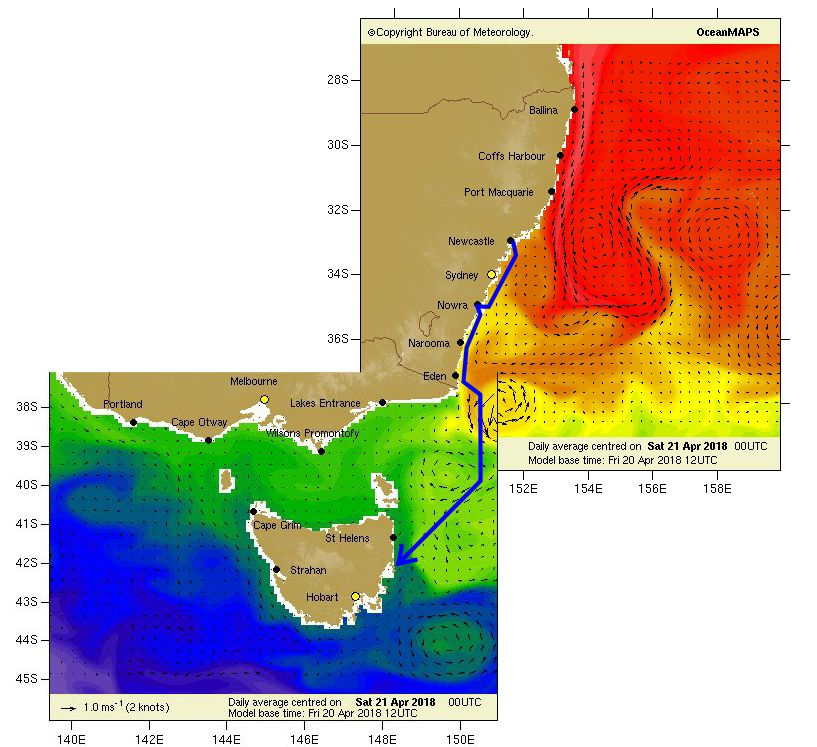 ©Copyright Bureau of Meteorology. OceanMAPS
28S
Ballina
30S
Coffs Harbour
Port Macquarie
32S
Newcastle
34S
Sydney
Nowra
36S
Narooma
Eden
Melbourne
38S
Portland
Lakes Entrance
Cape Otway
Wilsons Promontory
39S
Daily average centred on Sat 21 Apr 2018 00UTC
Model base time: Fri 20 Apr 2018 12UTC
40S
152E 154E 156E 158E
41S
Cape Grim
St Helens
42S
Strahan
Hobart
43S
44S
45S
1.0 ms-1 (2 knots)
Daily average centred on Sat 21 Apr 2018 00UTC
Model base time: Fri 20 Apr 2018 12UTC
140E 142E 144E 146E 148E 150E